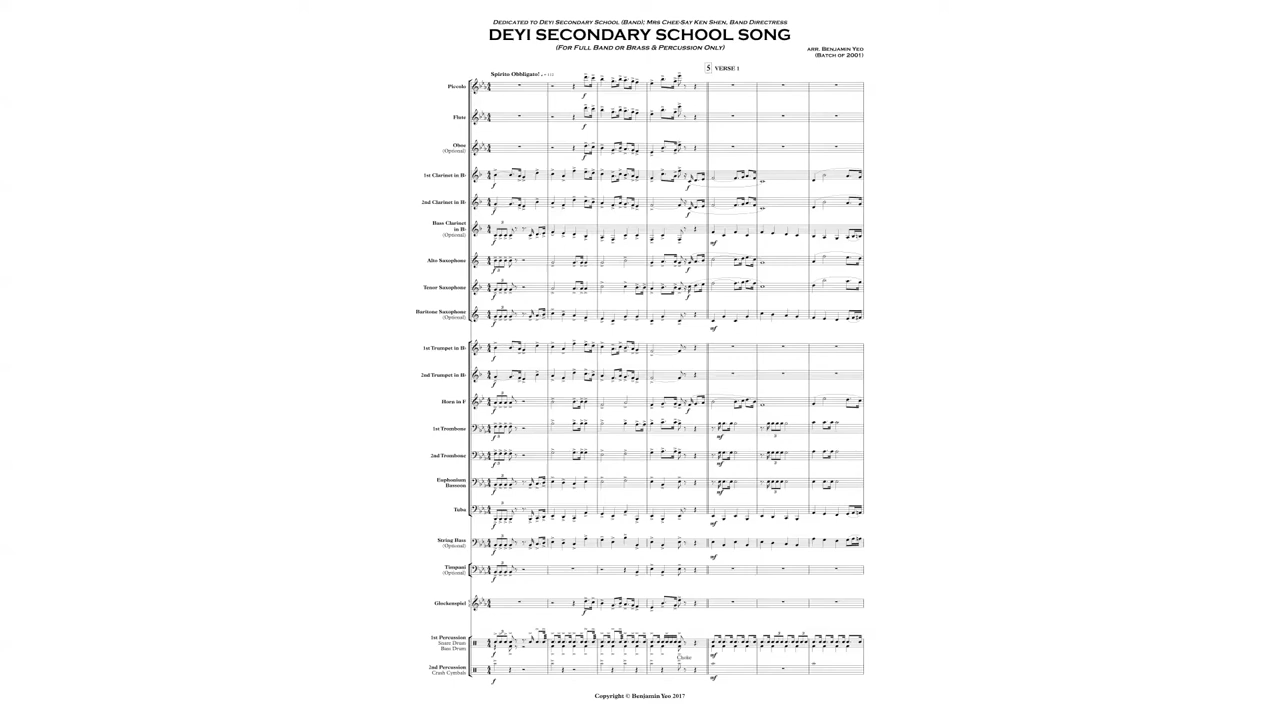 Dedicated to Deyi Secondary School (Band); Mrs Chee-Say Ken Shen, Band Directress
DEYI SECONDARY SCHOOL SONG
(For Full Band or Brass & Percussion Only)
arr. Benjamin Yeo
(Batch of 2001)
Spirito Obbligato! ♩ = 112
5 VERSE 1
Piccolo
Flute
Oboe
(Optional)
1st Clarinet in B♭
2nd Clarinet in B♭
Bass Clarinet
in B♭
(Optional)
Alto Saxophone
Tenor Saxophone
Baritone Saxophone
(Optional)
1st Trumpet in B♭
2nd Trumpet in B♭
Horn in F
1st Trombone
2nd Trombone
Euphonium
Bassoon
Tuba
String Bass
(Optional)
Timpani
(Optional)
Glockenspiel
1st Percussion
Snare Drum
Bass Drum
Choke
2nd Percussion
Crash Cymbals
Copyright © Benjamin Yeo 2017